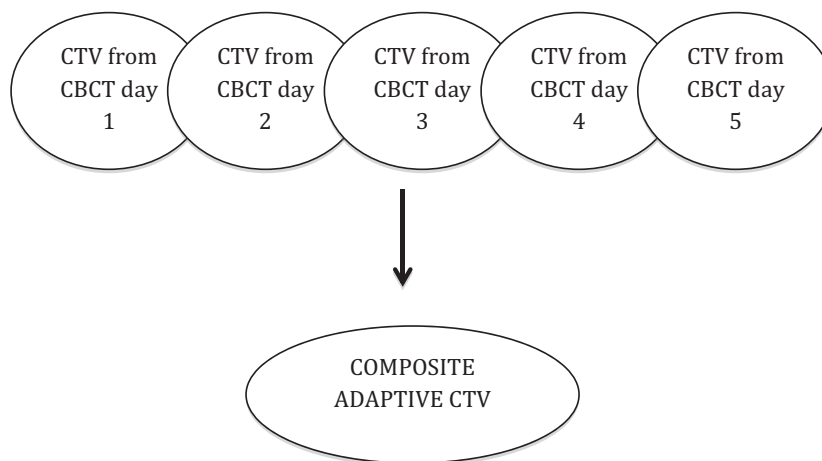 CTV from
CBCT day
1
CTV from
CBCT day
2
CTV from
CBCT day
3
CTV from
CBCT day
4
CTV from
CBCT day
5
COMPOSITE
ADAPTIVE CTV